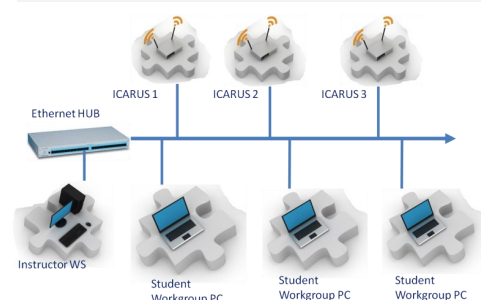 ICARUS 1
ICARUS 2
ICARUS 3
Ethernet HUB
Instructor WS
Student
Workgroup PC
Student
Workgroup PC
Student
Workgroup PC